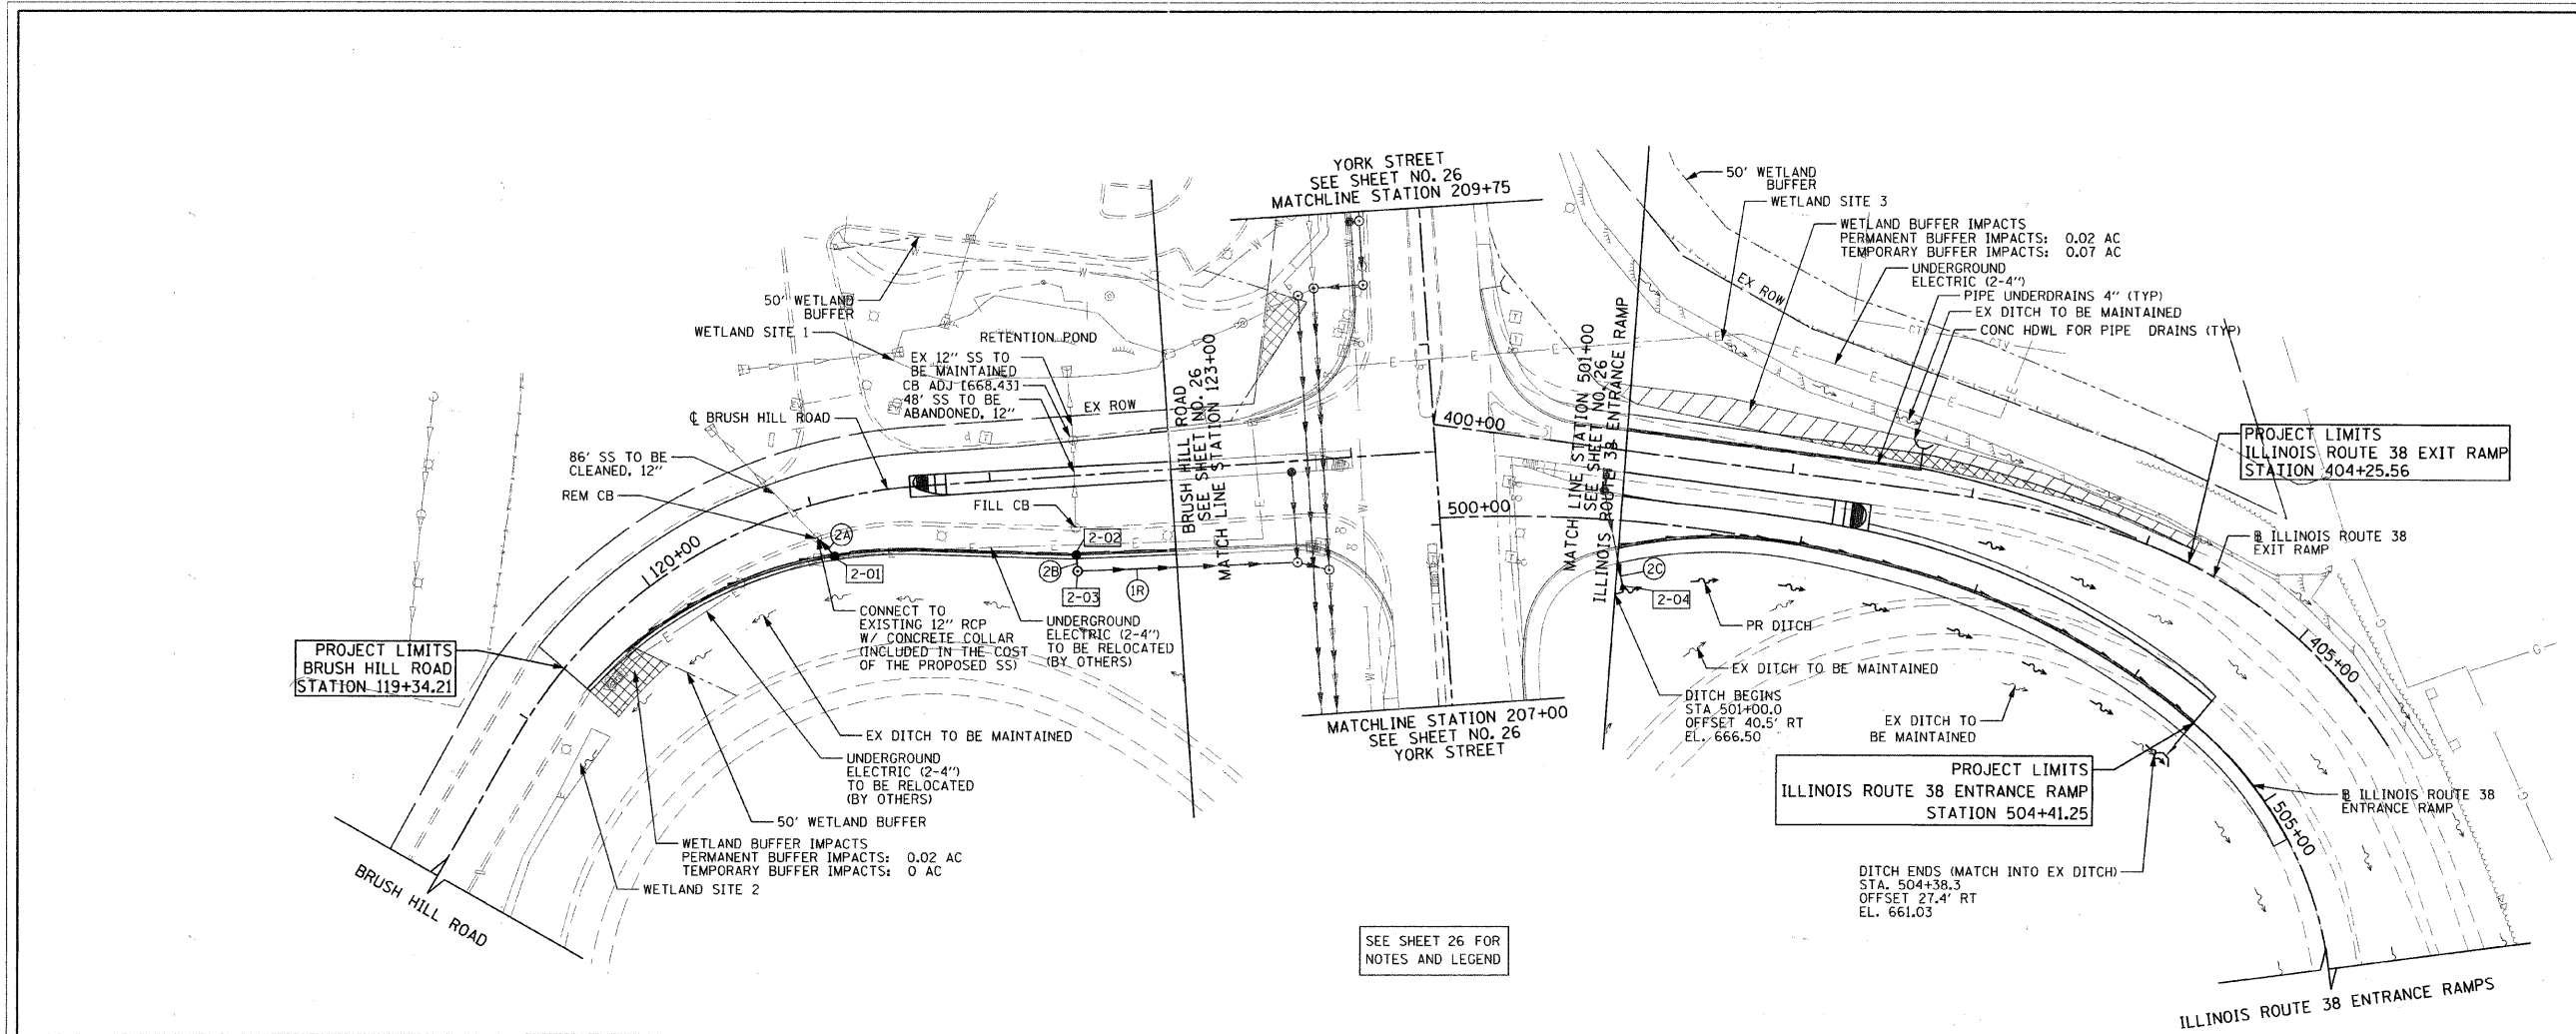 YORK STREET
SEE SHEET NO. 26
MATCHLINE STATION 209+75
50' WETLAND
BUFFER
WETLAND SITE 1
RETENTION POND
EX 12" SS TO
BE MAINTAINED
CB ADJ [668.43]
48' SS TO BE
ABANDONED, 12"
EX ROW
℄ BRUSH HILL ROAD
86' SS TO BE
CLEANED, 12"
REM CB
FILL CB
120+00
2A
2-01
2-02
2B
2-03
1R
BRUSH HILL ROAD
SEE SHEET NO. 26
MATCH LINE STATION 123+00
CONNECT TO
EXISTING 12" RCP
W/ CONCRETE COLLAR
(INCLUDED IN THE COST
OF THE PROPOSED SS)
UNDERGROUND
ELECTRIC (2-4")
TO BE RELOCATED
(BY OTHERS)
PROJECT LIMITS
BRUSH HILL ROAD
STATION 119+34.21
EX DITCH TO BE MAINTAINED
UNDERGROUND
ELECTRIC (2-4")
TO BE RELOCATED
(BY OTHERS)
50' WETLAND BUFFER
WETLAND BUFFER IMPACTS
PERMANENT BUFFER IMPACTS: 0.02 AC
TEMPORARY BUFFER IMPACTS: 0 AC
WETLAND SITE 2
BRUSH HILL ROAD
400+00
500+00
MATCHLINE STATION 207+00
SEE SHEET NO. 26
YORK STREET
MATCH LINE STATION 501+00
SEE SHEET NO. 26
ILLINOIS ROUTE 38 ENTRANCE RAMP
50' WETLAND
BUFFER
WETLAND SITE 3
WETLAND BUFFER IMPACTS
PERMANENT BUFFER IMPACTS: 0.02 AC
TEMPORARY BUFFER IMPACTS: 0.07 AC
UNDERGROUND
ELECTRIC (2-4")
EX ROW
PIPE UNDERDRAINS 4" (TYP)
EX DITCH TO BE MAINTAINED
CONC HDWL FOR PIPE DRAINS (TYP)
CTV
CTV
PROJECT LIMITS
ILLINOIS ROUTE 38 EXIT RAMP
STATION 404+25.56
ILLINOIS ROUTE 38
EXIT RAMP
405+00
2C
2-04
PR DITCH
EX DITCH TO BE MAINTAINED
DITCH BEGINS
STA 501+00.0
OFFSET 40.5' RT
EL. 666.50
EX DITCH TO
BE MAINTAINED
PROJECT LIMITS
ILLINOIS ROUTE 38 ENTRANCE RAMP
STATION 504+41.25
ILLINOIS ROUTE 38
ENTRANCE RAMP
505+00
DITCH ENDS (MATCH INTO EX DITCH)
STA. 504+38.3
OFFSET 27.4' RT
EL. 661.03
SEE SHEET 26 FOR
NOTES AND LEGEND
ILLINOIS ROUTE 38 ENTRANCE RAMPS